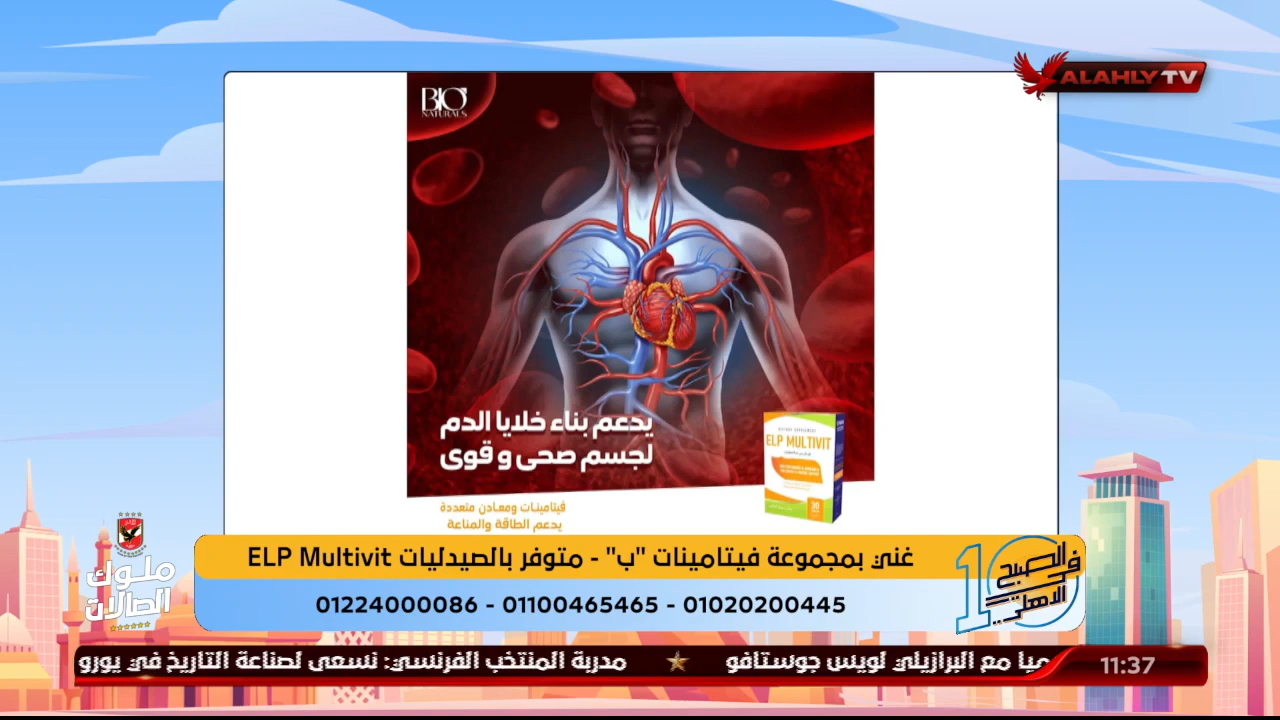 ALAHLY TV
BIO
NATURALS
يدعم بناء خلايا الدم
لجسم صحى و قوى
ELP MULTIVIT
30
فيتامينات ومعادن متعددة
يدعم الطاقة والمناعة
غني بمجموعة فيتامينات "ب" - متوفر بالصيدليات ELP Multivit
01224000086 - 01100465465 - 01020200445
10 الصبح
في الاهلي
ملوك
الصالات
ميا مع البرازيلي لويس جوستافو ★ مدربة المنتخب الفرنسي: نسعى لصناعة التاريخ في يورو
11:37